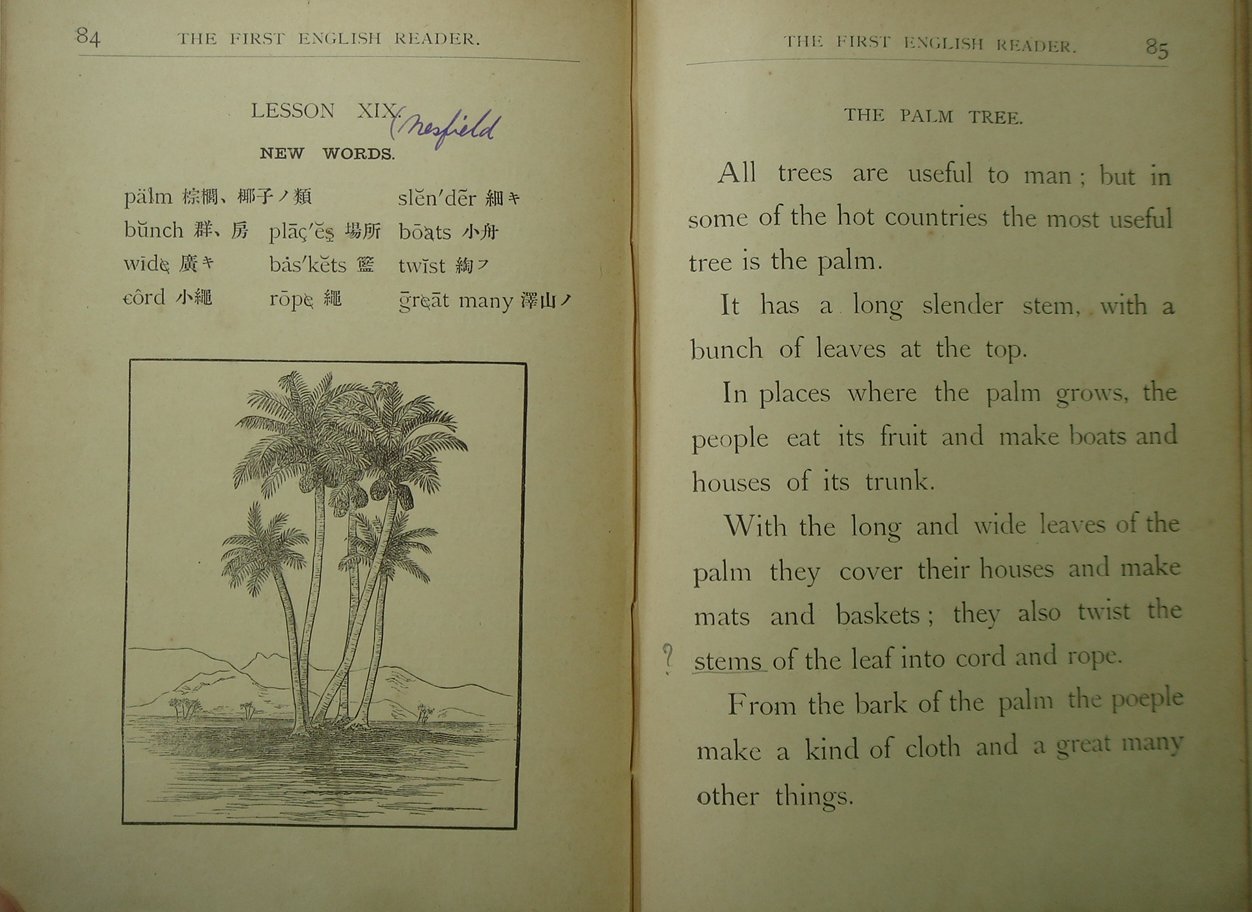 84 THE FIRST ENGLISH READER.
LESSON XIX.
(Nesfield
NEW WORDS.
pälm 棕櫚、椰子ノ類 slĕn′dẽr 細キ
bŭnch 群、房 plāç′ĕş 場所 bōats 小舟
wīde 廣キ bȧs′kĕts 籃 twĭst 綯フ
côrd 小繩 rōpe 繩 ḡreāt many 澤山ノ
THE FIRST ENGLISH READER. 85
THE PALM TREE.
All trees are useful to man; but in
some of the hot countries the most useful
tree is the palm.
It has a long slender stem, with a
bunch of leaves at the top.
In places where the palm grows, the
people eat its fruit and make boats and
houses of its trunk.
With the long and wide leaves of the
palm they cover their houses and make
mats and baskets; they also twist the
? stems of the leaf into cord and rope.
From the bark of the palm the poeple
make a kind of cloth and a great many
other things.